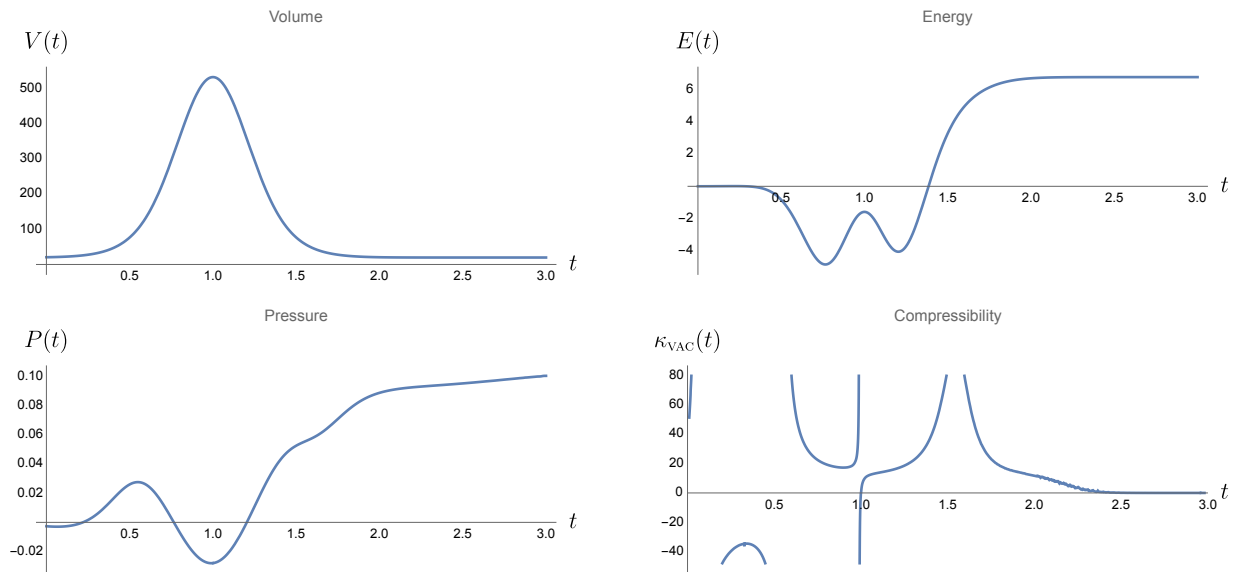 Volume
V(t)
500
400
300
200
100
0.5 1.0 1.5 2.0 2.5 3.0 t
Energy
E(t)
6
4
2
0.5 1.0 1.5 2.0 2.5 3.0 t
−2
−4
Pressure
P(t)
0.10
0.08
0.06
0.04
0.02
0.5 1.0 1.5 2.0 2.5 3.0 t
−0.02
Compressibility
κVAC(t)
80
60
40
20
0
0.5 1.0 1.5 2.0 2.5 3.0 t
−20
−40